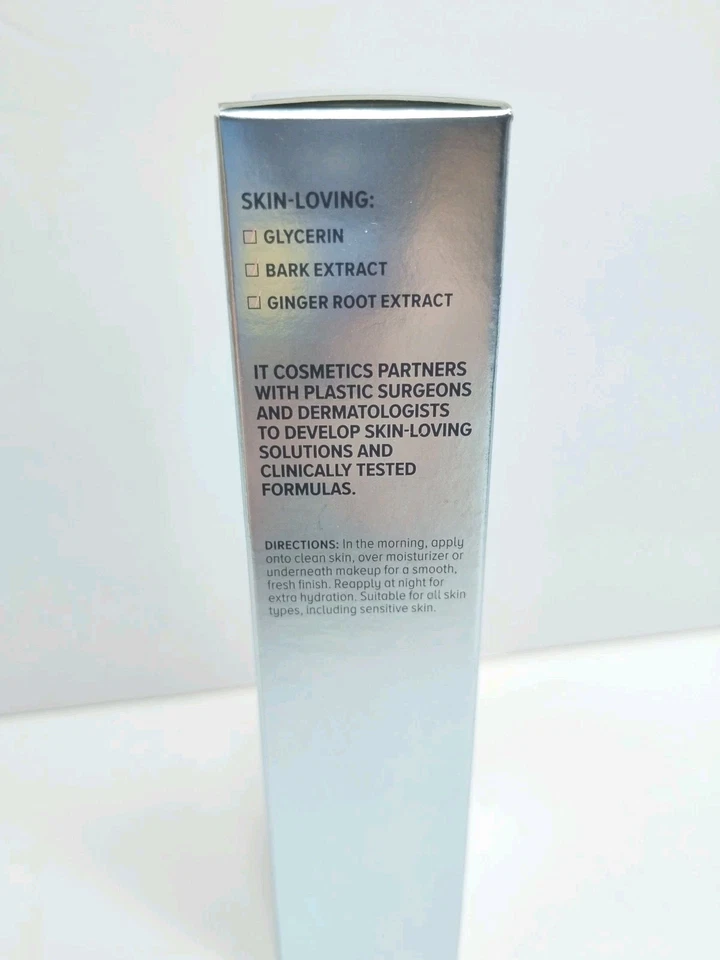 SKIN-LOVING:
☐ GLYCERIN
☐ BARK EXTRACT
☐ GINGER ROOT EXTRACT
IT COSMETICS PARTNERS
WITH PLASTIC SURGEONS
AND DERMATOLOGISTS
TO DEVELOP SKIN-LOVING
SOLUTIONS AND
CLINICALLY TESTED
FORMULAS.
DIRECTIONS: In the morning, apply
onto clean skin, over moisturizer or
underneath makeup for a smooth,
fresh finish. Reapply at night for
extra hydration. Suitable for all skin
types, including sensitive skin.